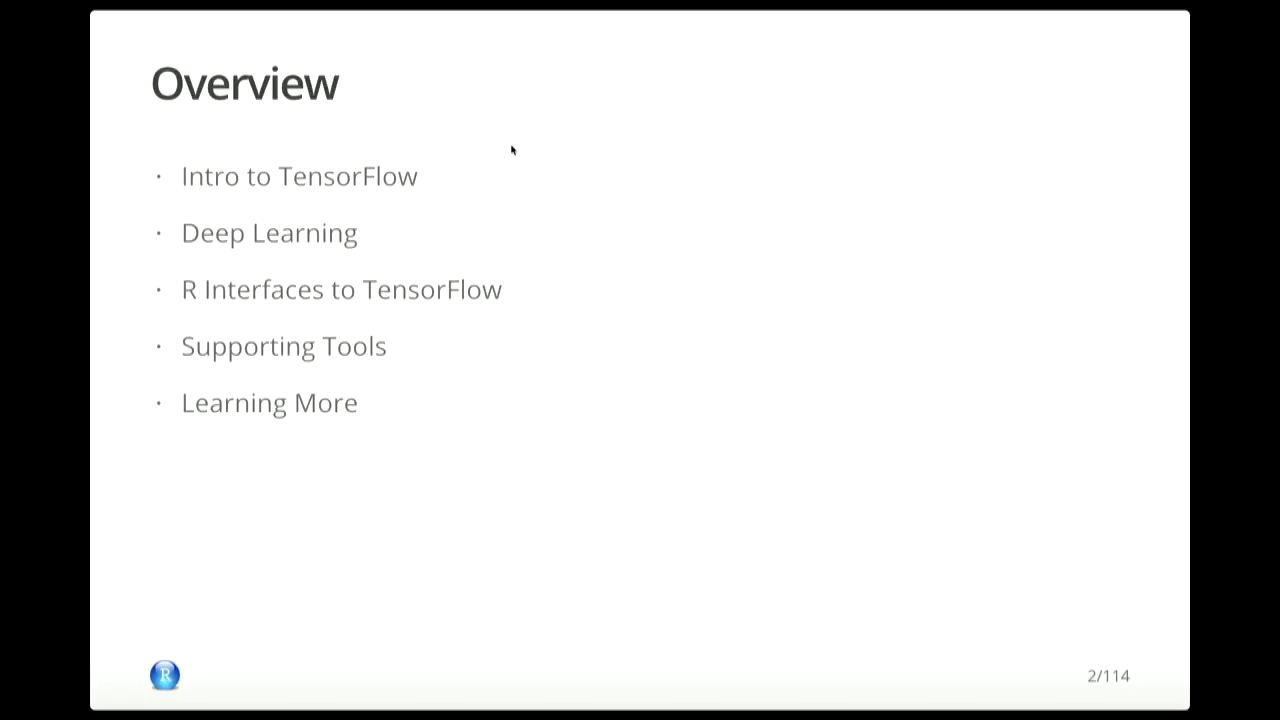 Overview
· Intro to TensorFlow
· Deep Learning
· R Interfaces to TensorFlow
· Supporting Tools
· Learning More
R
2/114